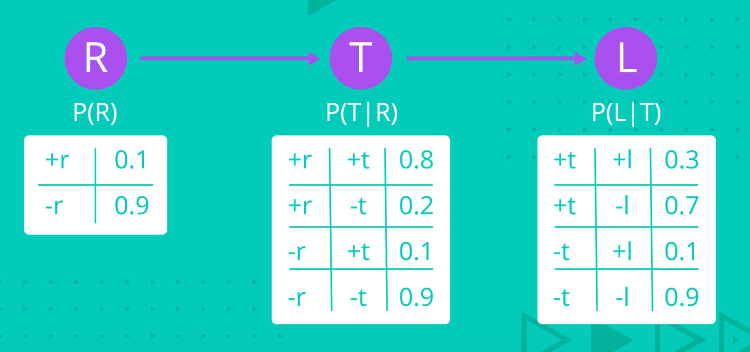 R T L
P(R) P(T|R) P(L|T)
+r 0.1
-r 0.9
+r +t 0.8
+r -t 0.2
-r +t 0.1
-r -t 0.9
+t +l 0.3
+t -l 0.7
-t +l 0.1
-t -l 0.9